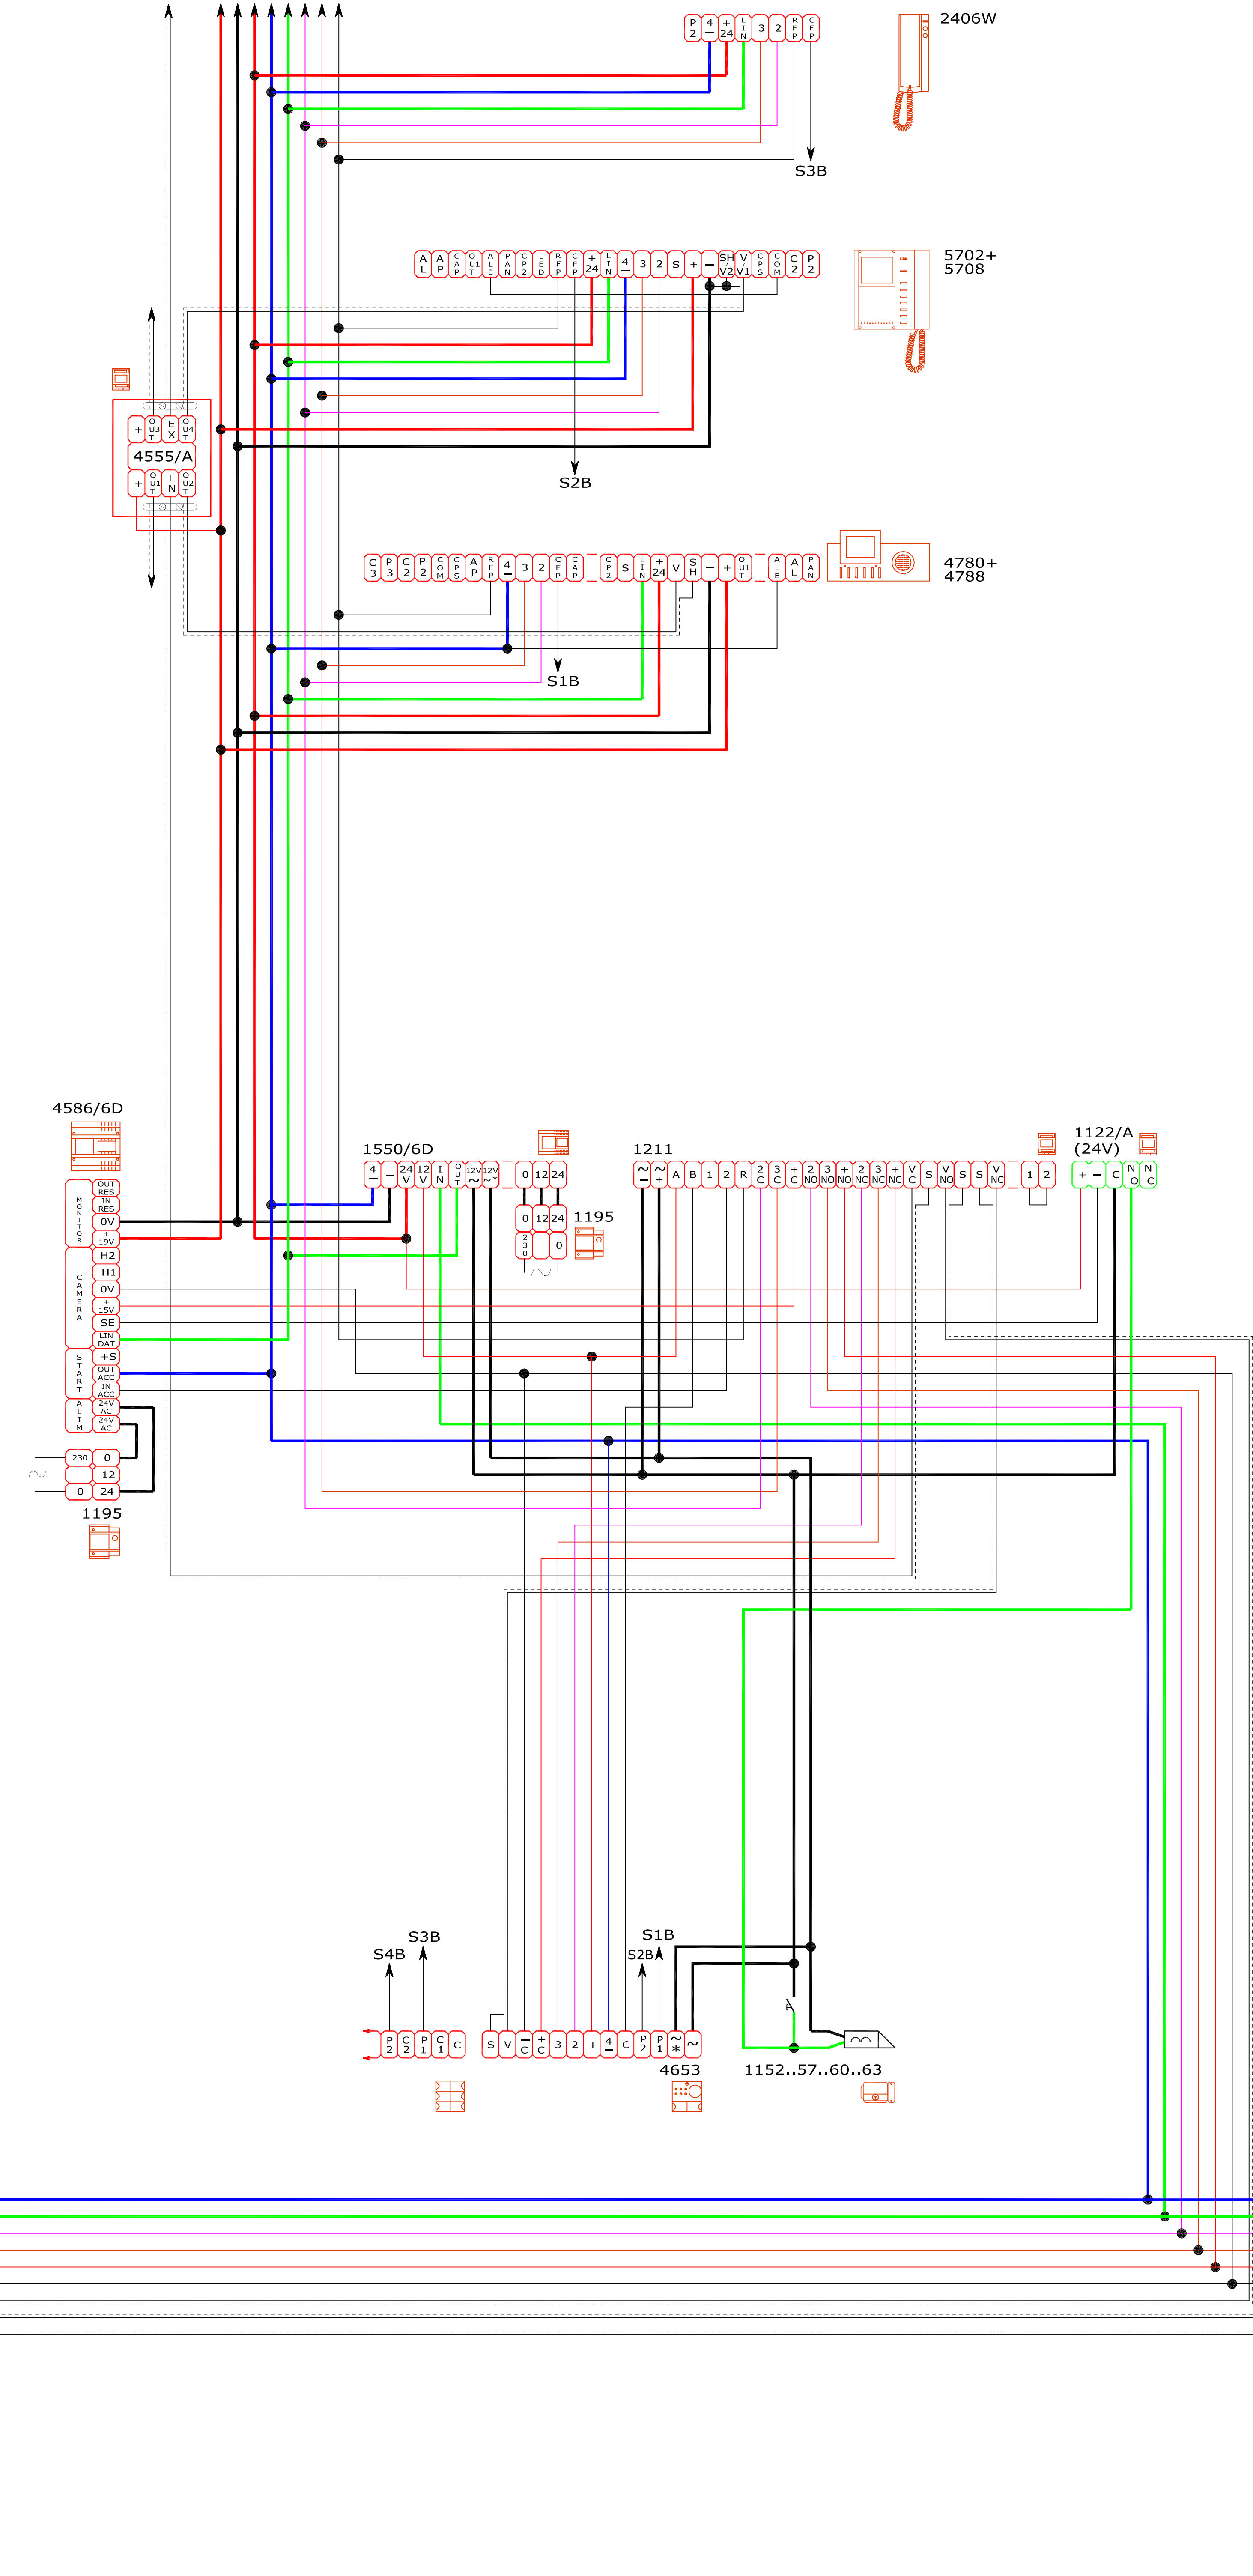 P2 4– +24 LIN 3 2 RFP CFP
2406W
S3B
AL AP CAP OUT ALE PAN CP2 LED RFP CFP +24 LIN 4– 3 2 S + – SH/V2 V/V1 CPS COM C2 P2
5702+
5708
+ OUT3 EX OUT4
4555/A
+ OUT1 IN OUT2
S2B
C3 P3 C2 P2 COM CPS AP RFP 4– 3 2 CFP CAP CP2 S LIN +24 V SH – + OU1T ALE AL PAN
4780+
4788
S1B
4586/6D
1550/6D
4– – 24V 12V IN OUT 12V~ 12V~* 0 12 24
0 12 24
230 0
1195
1211
~– ~+ A B 1 2 R 2C 3C +C 2NO 3NO +NO 2NC 3NC +NC VC S VNO S S VNC 1 2
1122/A
(24V)
+ – C NO NC
MONITOR
OUT RES
IN RES
0V
+ 19V
CAMERA
H2
H1
0V
+ 15V
SE
LIN DAT
START
+S
OUT ACC
IN ACC
ALIM
24V AC
24V AC
230 0
12
0 24
1195
S4B
S3B
S2B
S1B
P2 C2 P1 C1 C
S V –C +C 3 2 + 4– C P2 P1 ~* ~
4653
1152..57..60..63